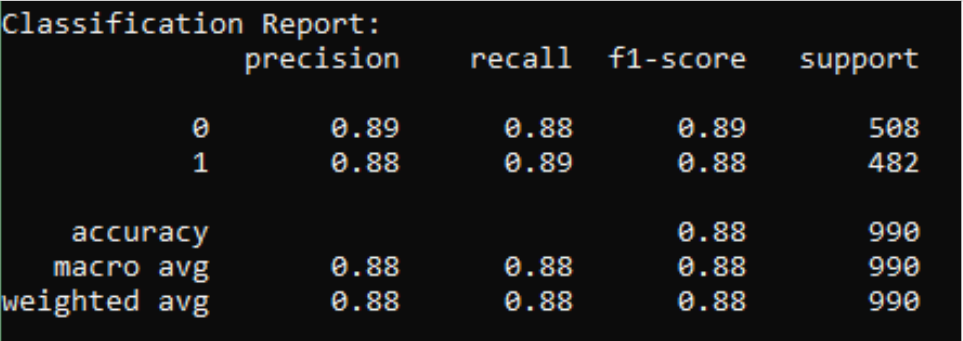 Classification Report:
precision recall f1-score support
0 0.89 0.88 0.89 508
1 0.88 0.89 0.88 482
accuracy 0.88 990
macro avg 0.88 0.88 0.88 990
weighted avg 0.88 0.88 0.88 990